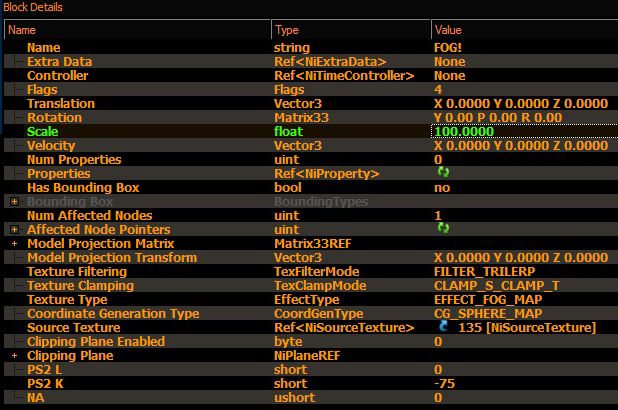 Block Details
Name Type Value
Name string FOG!
Extra Data Ref<NiExtraData> None
Controller Ref<NiTimeController> None
Flags Flags 4
Translation Vector3 X 0.0000 Y 0.0000 Z 0.0000
Rotation Matrix33 Y 0.00 P 0.00 R 0.00
Scale float 100.0000
Velocity Vector3 X 0.0000 Y 0.0000 Z 0.0000
Num Properties uint 0
Properties Ref<NiProperty>
Has Bounding Box bool no
Bounding Box BoundingTypes
Num Affected Nodes uint 1
Affected Node Pointers uint
Model Projection Matrix Matrix33REF
Model Projection Transform Vector3 X 0.0000 Y 0.0000 Z 0.0000
Texture Filtering TexFilterMode FILTER_TRILERP
Texture Clamping TexClampMode CLAMP_S_CLAMP_T
Texture Type EffectType EFFECT_FOG_MAP
Coordinate Generation Type CoordGenType CG_SPHERE_MAP
Source Texture Ref<NiSourceTexture> 135 [NiSourceTexture]
Clipping Plane Enabled byte 0
Clipping Plane NiPlaneREF
PS2 L short 0
PS2 K short -75
NA ushort 0